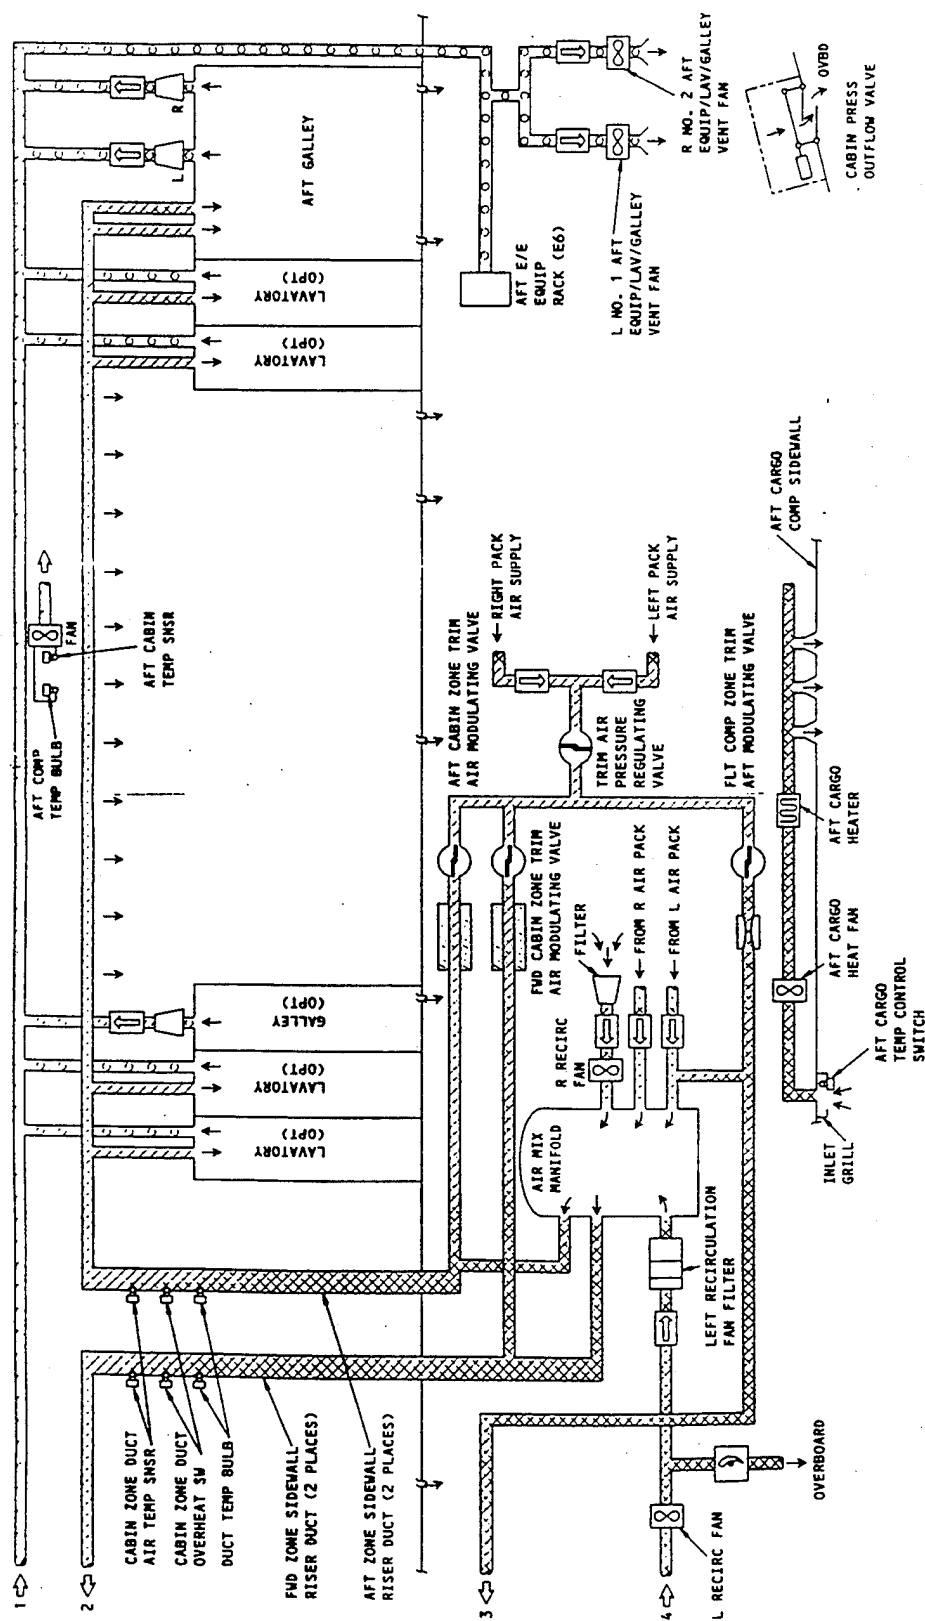 1
2
3
4
AFT COMP
TEMP BULB
FAN
AFT CABIN
TEMP SNSR
L
R
LAVATORY
(OPT)
LAVATORY
(OPT)
GALLEY
(OPT)
LAVATORY
(OPT)
LAVATORY
(OPT)
AFT GALLEY
CABIN ZONE DUCT
AIR TEMP SNSR
CABIN ZONE DUCT
OVERHEAT SW
DUCT TEMP BULB
FWD ZONE SIDEWALL
RISER DUCT (2 PLACES)
AFT ZONE SIDEWALL
RISER DUCT (2 PLACES)
AFT CABIN ZONE TRIM
AIR MODULATING VALVE
RIGHT PACK
AIR SUPPLY
AFT E/E
EQUIP
RACK (E6)
FWD CABIN ZONE TRIM
AIR MODULATING VALVE
TRIM AIR
PRESSURE
REGULATING
VALVE
LEFT PACK
AIR SUPPLY
L NO. 1 AFT
EQUIP/LAV/GALLEY
VENT FAN
R NO. 2 AFT
EQUIP/LAV/GALLEY
VENT FAN
AIR MIX
MANIFOLD
R RECIRC
FAN
FILTER
FROM R AIR PACK
FROM L AIR PACK
FLT COMP ZONE TRIM
AFT MODULATING VALVE
LEFT RECIRCULATION
FAN FILTER
L RECIRC FAN
OVERBOARD
INLET
GRILL
AFT CARGO
TEMP CONTROL
SWITCH
AFT CARGO
HEAT FAN
AFT CARGO
HEATER
AFT CARGO
COMP SIDEWALL
OVBD
CABIN PRESS
OUTFLOW VALVE